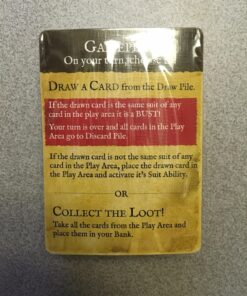 On your turn, choose
DRAW A CARD from the Draw Pile.
If the drawn card is the same suit of any
card in the play area it is a BUST!
Your turn is over and all cards in the Play
Area go to Discard Pile.
If the drawn card is not the same suit of any
card in the Play Area, place the drawn card in
the Play Area and activate it's Suit Ability.
OR
COLLECT THE LOOT!
Take all the cards from the Play Area and
place them in your Bank.